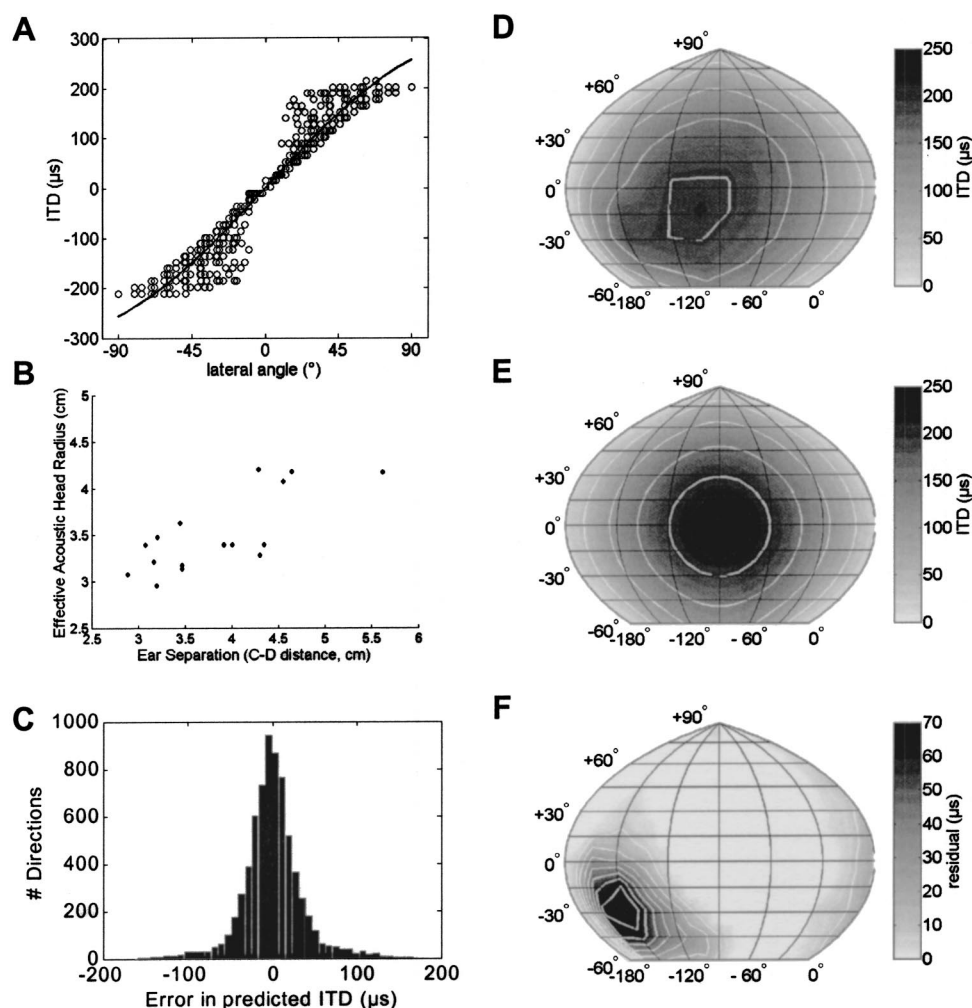 A
300
200
100
0
-100
-200
-300
ITD (µs)
-90 -45 0 45 90
lateral angle (°)
B
5
4.5
4
3.5
3
2.5
Effective Acoustic Head Radius (cm)
2.5 3 3.5 4 4.5 5 5.5 6
Ear Separation (C-D distance, cm)
C
1000
800
600
400
200
0
# Directions
-200 -100 0 100 200
Error in predicted ITD (µs)
D
+90°
+60°
+30°
0°
-30°
-60°
-180° -120° - 60° 0°
250
200
150
100
50
0
ITD (µs)
E
+90°
+60°
+30°
0°
-30°
-60°
-180° -120° - 60° 0°
250
200
150
100
50
0
ITD (µs)
F
+90°
+60°
+30°
0°
-30°
-60°
-180° -120° - 60° 0°
70
60
50
40
30
20
10
0
residual (µs)